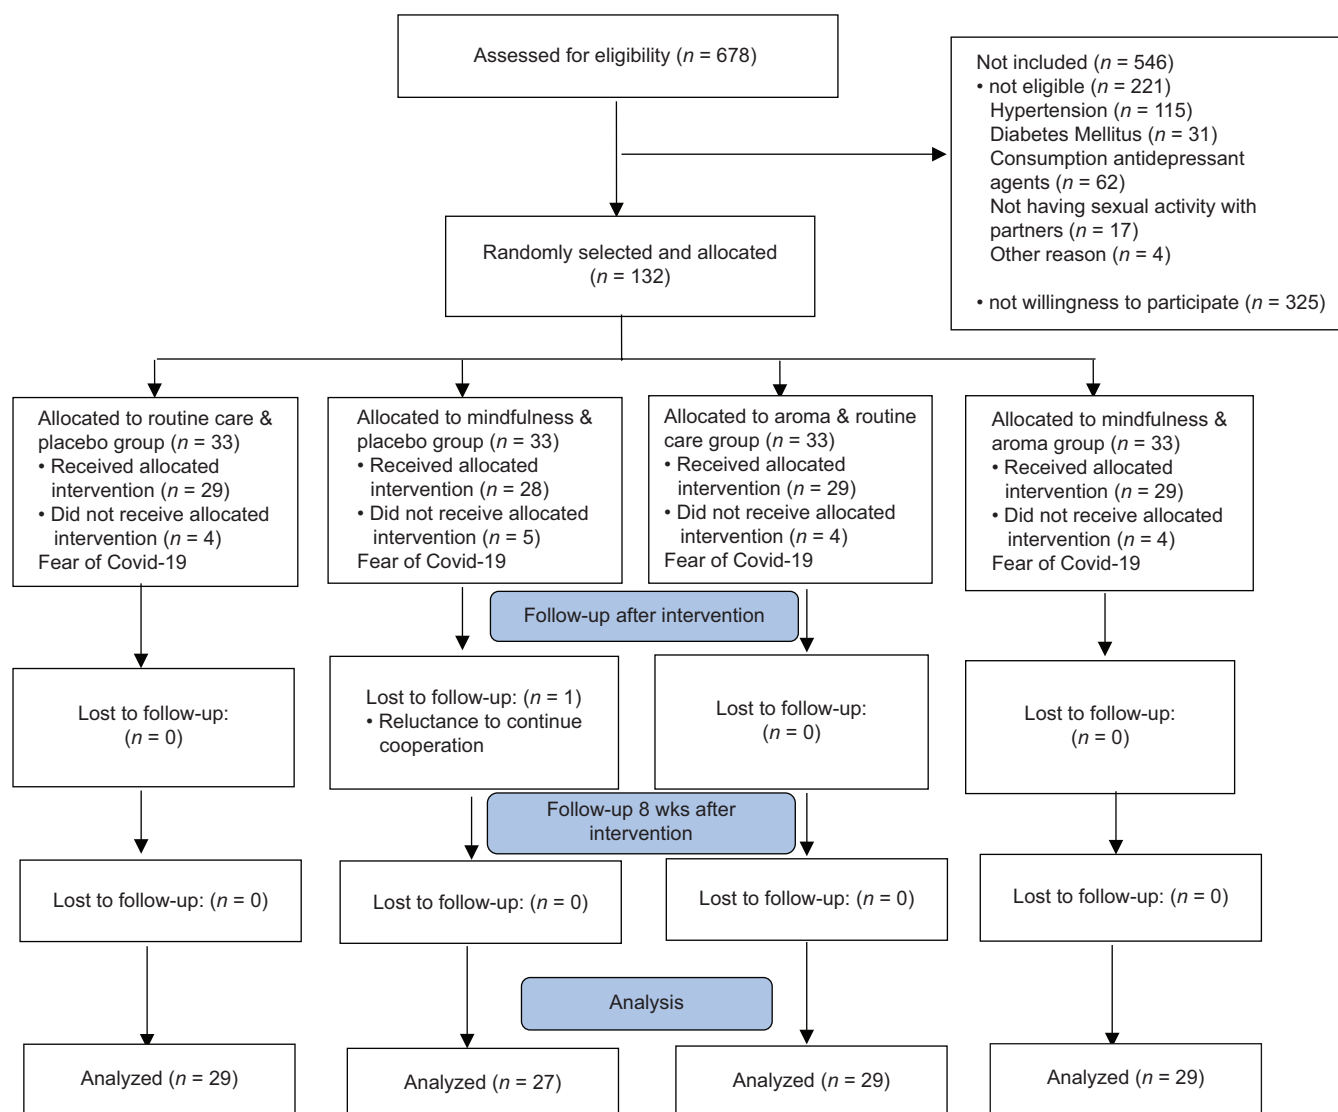 Assessed for eligibility (n = 678)
Not included (n = 546)
• not eligible (n = 221)
Hypertension (n = 115)
Diabetes Mellitus (n = 31)
Consumption antidepressant
agents (n = 62)
Not having sexual activity with
partners (n = 17)
Other reason (n = 4)
• not willingness to participate (n = 325)
Randomly selected and allocated
(n = 132)
Allocated to routine care &
placebo group (n = 33)
• Received allocated
intervention (n = 29)
• Did not receive allocated
intervention (n = 4)
Fear of Covid-19
Allocated to mindfulness &
placebo group (n = 33)
• Received allocated
intervention (n = 28)
• Did not receive allocated
intervention (n = 5)
Fear of Covid-19
Allocated to aroma & routine
care group (n = 33)
• Received allocated
intervention (n = 29)
• Did not receive allocated
intervention (n = 4)
Fear of Covid-19
Allocated to mindfulness &
aroma group (n = 33)
• Received allocated
intervention (n = 29)
• Did not receive allocated
intervention (n = 4)
Fear of Covid-19
Follow-up after intervention
Lost to follow-up:
(n = 0)
Lost to follow-up: (n = 1)
• Reluctance to continue
cooperation
Lost to follow-up:
(n = 0)
Lost to follow-up:
(n = 0)
Follow-up 8 wks after
intervention
Lost to follow-up: (n = 0)
Lost to follow-up: (n = 0)
Lost to follow-up: (n = 0)
Lost to follow-up: (n = 0)
Analysis
Analyzed (n = 29)
Analyzed (n = 27)
Analyzed (n = 29)
Analyzed (n = 29)